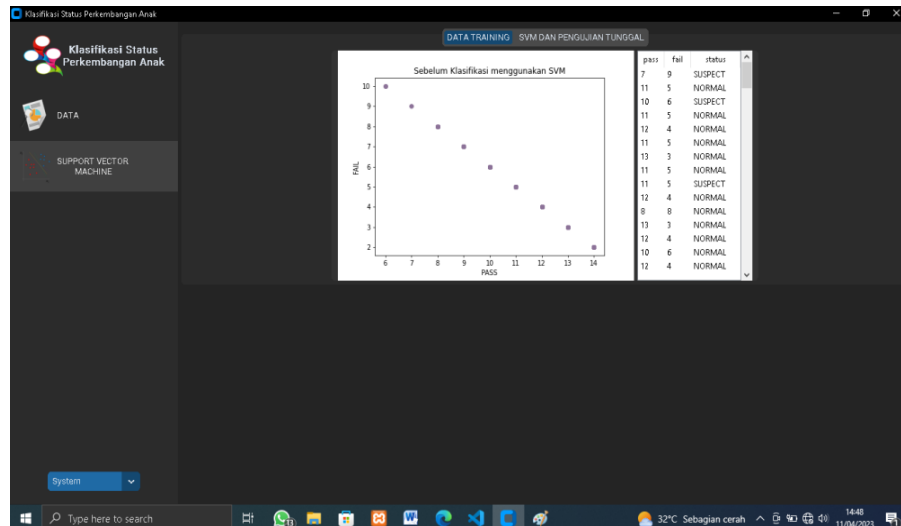 Klasifikasi Status Perkembangan Anak
Klasifikasi Status
Perkembangan Anak
DATA
SUPPORT VECTOR
MACHINE
System
DATA TRAINING
SVM DAN PENGUJIAN TUNGGAL
Sebelum Klasifikasi menggunakan SVM
FAIL
10
9
8
7
6
5
4
3
2
6 7 8 9 10 11 12 13 14
PASS
pass fail status
7 9 SUSPECT
11 5 NORMAL
10 6 SUSPECT
11 5 NORMAL
12 4 NORMAL
11 5 NORMAL
13 3 NORMAL
11 5 NORMAL
11 5 SUSPECT
12 4 NORMAL
8 8 NORMAL
13 3 NORMAL
12 4 NORMAL
10 6 NORMAL
12 4 NORMAL
Type here to search
32°C Sebagian cerah
14:48
11/04/2023